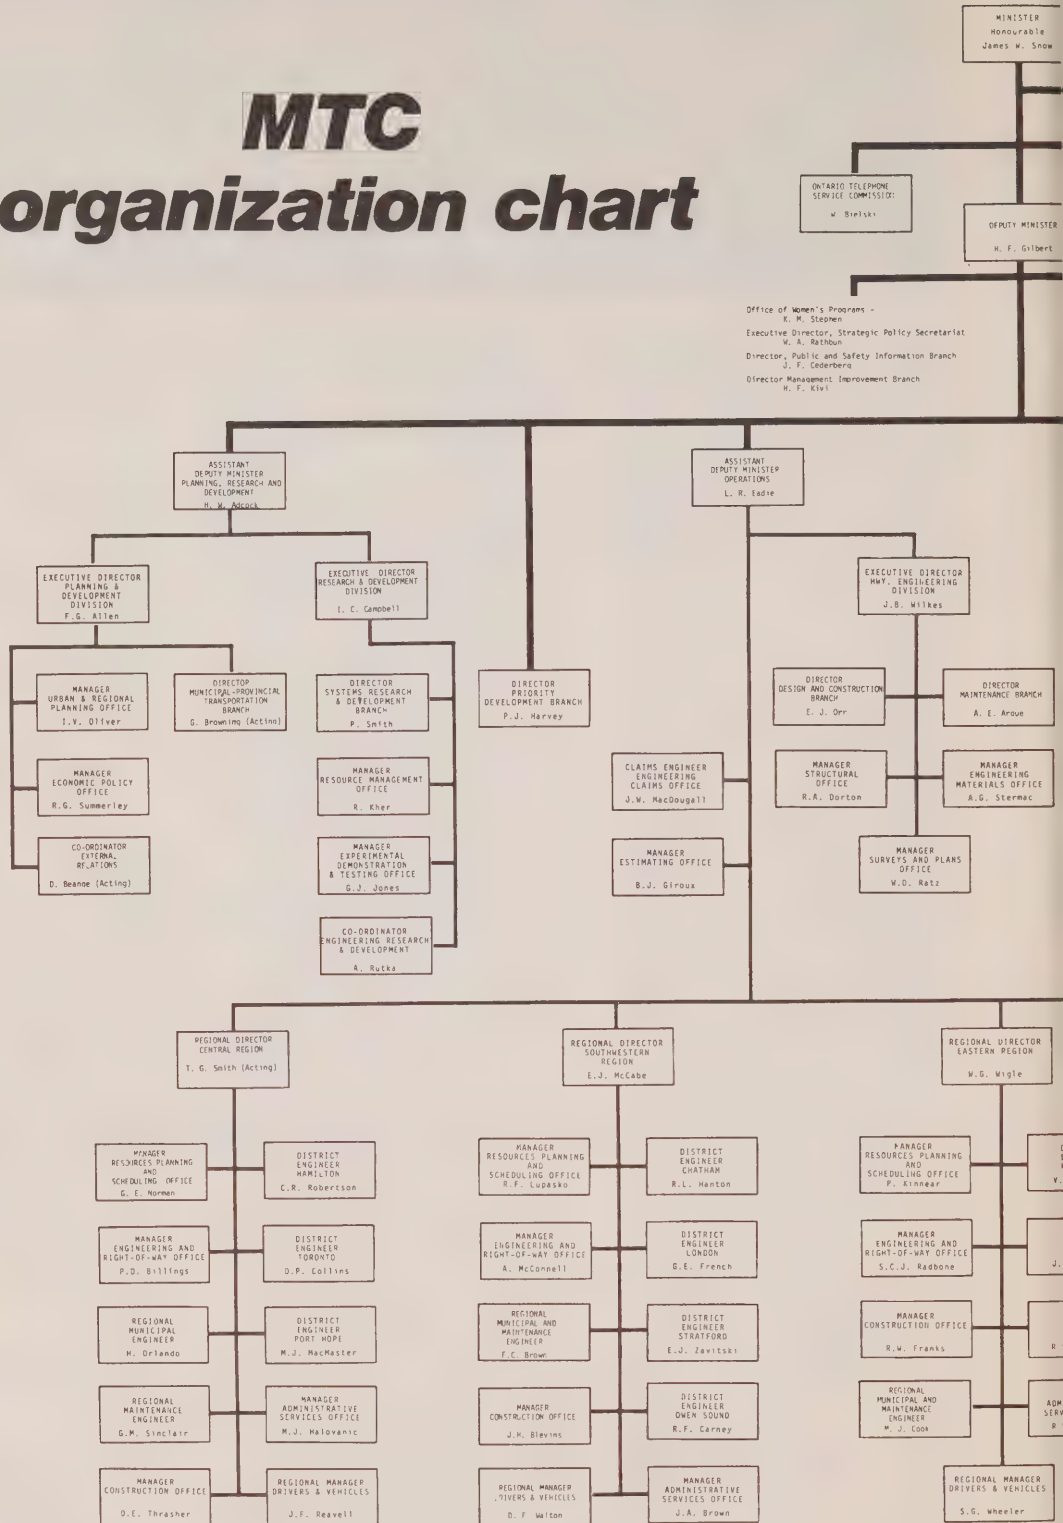 MTC
organization chart
MINISTER
Honourable
James W. Snow
ONTARIO TELEPHONE
SERVICE COMMISSION
W. Bielski
DEPUTY MINISTER
H. F. Gilbert
Office of Women's Programs -
K. M. Stephen
Executive Director, Strategic Policy Secretariat
W. A. Rathbun
Director, Public and Safety Information Branch
J. F. Cederberg
Director Management Improvement Branch
H. F. Kivi
ASSISTANT
DEPUTY MINISTER
PLANNING, RESEARCH AND
DEVELOPMENT
H. W. Adcock
ASSISTANT
DEPUTY MINISTER
OPERATIONS
L. R. Eadie
EXECUTIVE DIRECTOR
PLANNING &
DEVELOPMENT
DIVISION
F.G. Allen
EXECUTIVE DIRECTOR
RESEARCH & DEVELOPMENT
DIVISION
I. C. Campbell
EXECUTIVE DIRECTOR
HWY. ENGINEERING
DIVISION
J.B. Wilkes
MANAGER
URBAN & REGIONAL
PLANNING OFFICE
I.V. Oliver
DIRECTOR
MUNICIPAL-PROVINCIAL
TRANSPORTATION
BRANCH
G. Browning (Acting)
DIRECTOR
SYSTEMS RESEARCH
& DEVELOPMENT
BRANCH
P. Smith
DIRECTOR
PRIORITY
DEVELOPMENT BRANCH
P.J. Harvey
DIRECTOR
DESIGN AND CONSTRUCTION
BRANCH
E. J. Orr
DIRECTOR
MAINTENANCE BRANCH
A. E. Argue
MANAGER
ECONOMIC POLICY
OFFICE
R.G. Summerley
MANAGER
RESOURCE MANAGEMENT
OFFICE
R. Kher
CLAIMS ENGINEER
ENGINEERING
CLAIMS OFFICE
J.W. MacDougall
MANAGER
STRUCTURAL
OFFICE
R.A. Dorton
MANAGER
ENGINEERING
MATERIALS OFFICE
A.G. Stermac
CO-ORDINATOR
EXTERNAL
RELATIONS
D. Beange (Acting)
MANAGER
EXPERIMENTAL
DEMONSTRATION
& TESTING OFFICE
G.J. Jones
MANAGER
ESTIMATING OFFICE
B.J. Giroux
MANAGER
SURVEYS AND PLANS
OFFICE
W.D. Ratz
CO-ORDINATOR
ENGINEERING RESEARCH
& DEVELOPMENT
A. Rutka
REGIONAL DIRECTOR
CENTRAL REGION
T. G. Smith (Acting)
REGIONAL DIRECTOR
SOUTHWESTERN
REGION
E.J. McCabe
REGIONAL DIRECTOR
EASTERN REGION
W.G. Wigle
MANAGER
RESOURCES PLANNING
AND
SCHEDULING OFFICE
G. E. Norman
DISTRICT
ENGINEER
HAMILTON
C.R. Robertson
MANAGER
RESOURCES PLANNING
AND
SCHEDULING OFFICE
R.F. Lupasko
DISTRICT
ENGINEER
CHATHAM
R.L. Hanton
MANAGER
RESOURCES PLANNING
AND
SCHEDULING OFFICE
P. Kinnear
MANAGER
ENGINEERING AND
RIGHT-OF-WAY OFFICE
P.D. Billings
DISTRICT
ENGINEER
TORONTO
D.P. Collins
MANAGER
ENGINEERING AND
RIGHT-OF-WAY OFFICE
A. McConnell
DISTRICT
ENGINEER
LONDON
G.E. French
MANAGER
ENGINEERING AND
RIGHT-OF-WAY OFFICE
S.C.J. Radbone
REGIONAL
MUNICIPAL
ENGINEER
H. Orlando
DISTRICT
ENGINEER
PORT HOPE
M.J. MacMaster
REGIONAL
MUNICIPAL AND
MAINTENANCE
ENGINEER
F.C. Brown
DISTRICT
ENGINEER
STRATFORD
E.J. Zavitski
MANAGER
CONSTRUCTION OFFICE
R.W. Franks
REGIONAL
MAINTENANCE
ENGINEER
G.M. Sinclair
MANAGER
ADMINISTRATIVE
SERVICES OFFICE
M.J. Halovanic
MANAGER
CONSTRUCTION OFFICE
J.H. Blevins
DISTRICT
ENGINEER
OWEN SOUND
R.F. Carney
REGIONAL
MUNICIPAL AND
MAINTENANCE
ENGINEER
M. J. Cook
MANAGER
CONSTRUCTION OFFICE
D.E. Thrasher
REGIONAL MANAGER
DRIVERS & VEHICLES
J.F. Reavell
REGIONAL MANAGER
DRIVERS & VEHICLES
D. F. Walton
MANAGER
ADMINISTRATIVE
SERVICES OFFICE
J.A. Brown
REGIONAL MANAGER
DRIVERS & VEHICLES
S.G. Wheeler